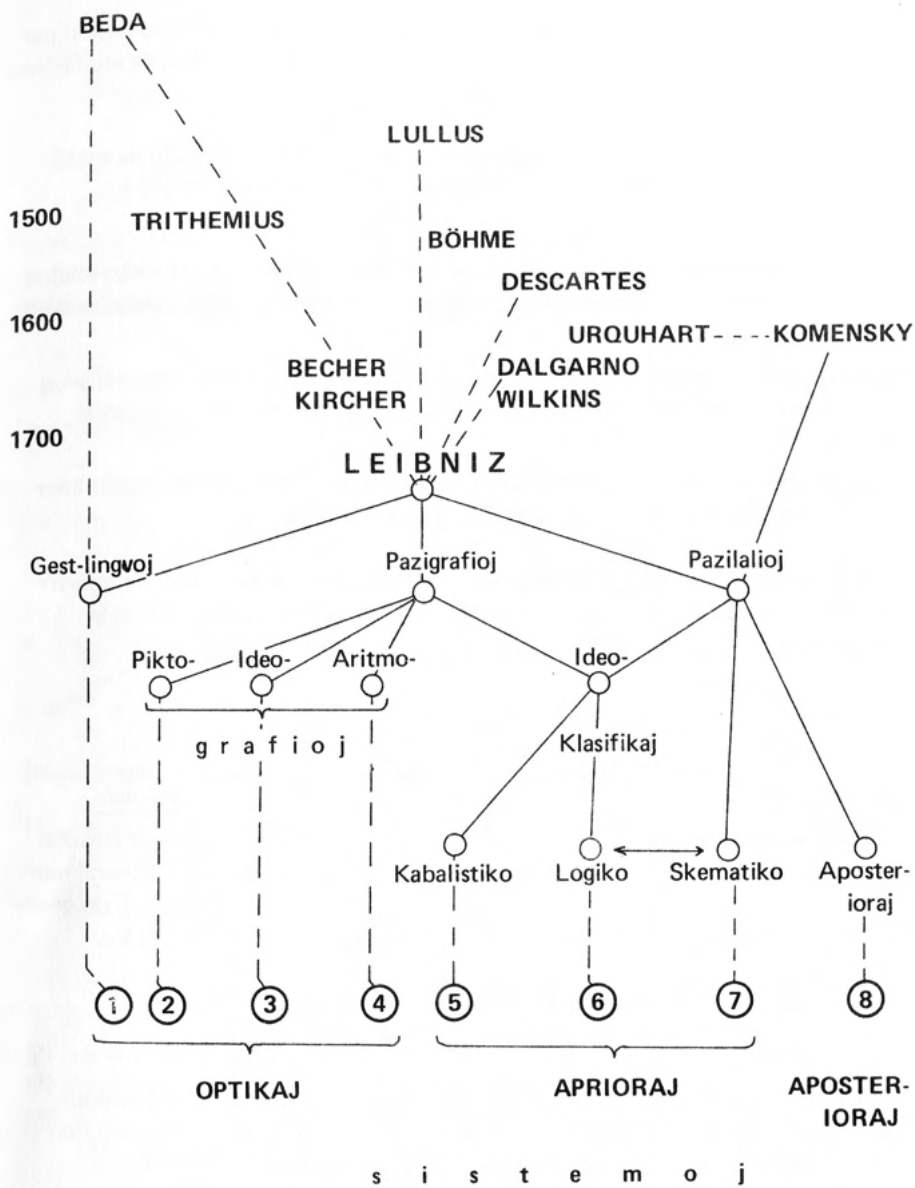 BEDA
LULLUS
1500
TRITHEMIUS
BÖHME
DESCARTES
1600
URQUHART KOMENSKY
BECHER DALGARNO
KIRCHER WILKINS
1700
LEIBNIZ
Gest-lingvoj Pazigrafioj Pazilalioj
Pikto- Ideo- Aritmo- Ideo-
grafioj Klasifikaj
Kabalistiko Logiko Skematiko Aposter-
ioraj
1 2 3 4 5 6 7 8
OPTIKAJ APRIORAJ APOSTER-
IORAJ
sistemoj